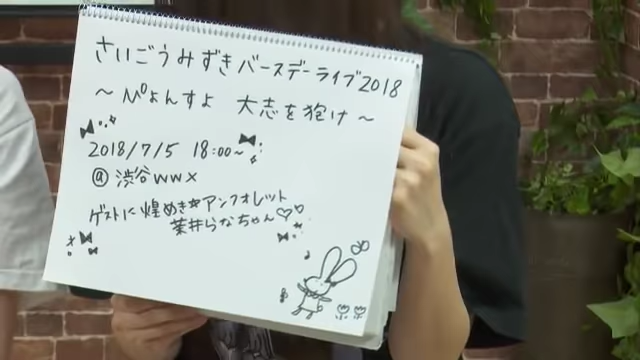 さいごうみずきバースデーライブ2018
～ぴょんすよ 大志を抱け～
2018/7/5 18:00～
@渋谷WWWX
ゲストに煌めき☆アンフォレット
葉井らなちゃん♡♡